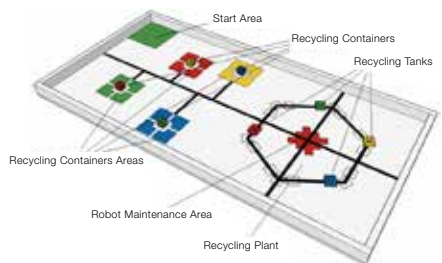 Start Area
Recycling Containers
Recycling Tanks
Recycling Containers Areas
Robot Maintenance Area
Recycling Plant